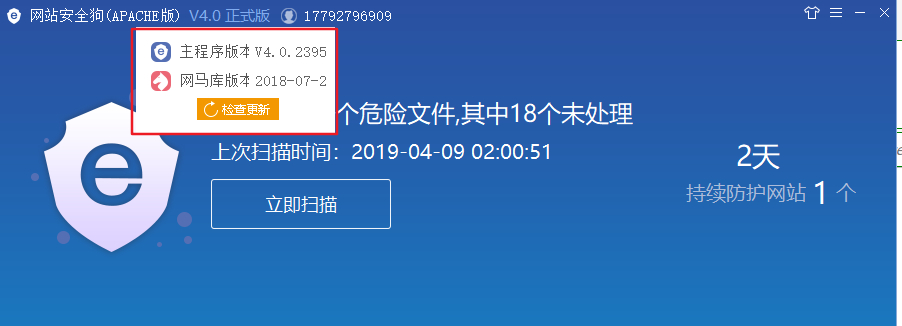 网站安全狗(APACHE版) V4.0 正式版 17792796909
主程序版本 V4.0.2395
网马库版本 2018-07-2
检查更新
个危险文件,其中18个未处理
上次扫描时间：2019-04-09 02:00:51
立即扫描
2天
持续防护网站 1 个